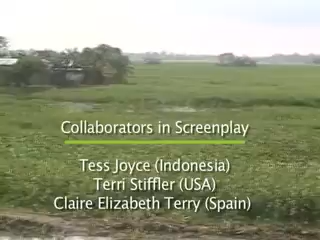 Collaborators in Screenplay
Tess Joyce (Indonesia)
Terri Stiffler (USA)
Claire Elizabeth Terry (Spain)